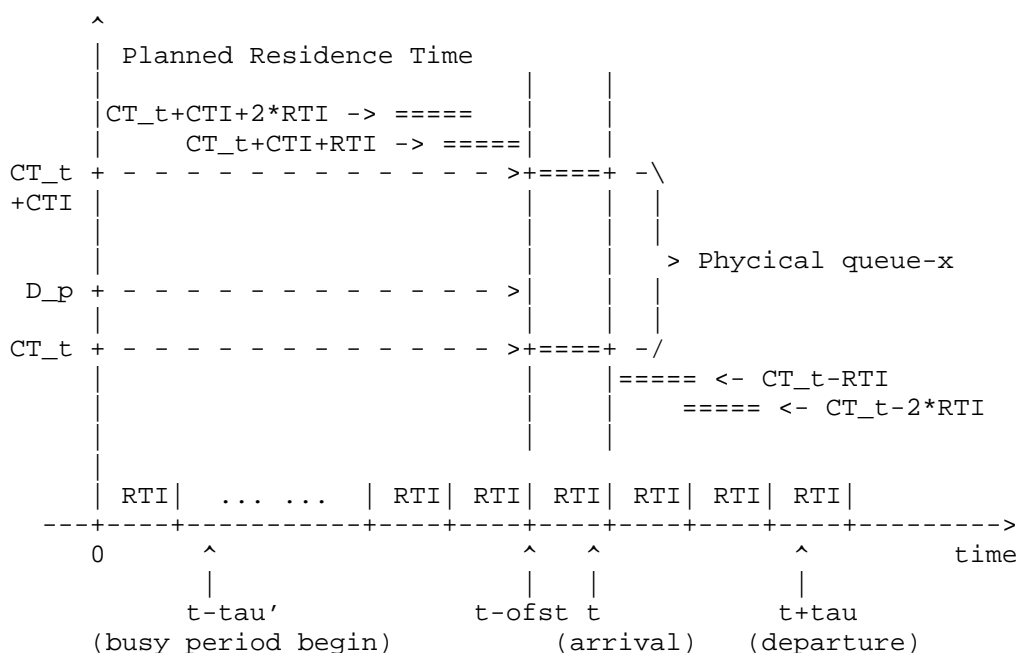 ^
| Planned Residence Time
|                          |    |
|CT_t+CTI+2*RTI -> =====   |    |
|     CT_t+CTI+RTI -> =====|    |
CT_t + - - - - - - - - - - - - - >+====+ -\
+CTI |                          |    |  |
|                          |    |  |
|                          |    |   > Phycical queue-x
D_p + - - - - - - - - - - - - - >|    |  |
|                          |    |  |
CT_t + - - - - - - - - - - - - - >+====+ -/
|                          |    |===== <- CT_t-RTI
|                          |    |    ===== <- CT_t-2*RTI
|                          |    |
|
| RTI|  ... ...  | RTI| RTI| RTI| RTI| RTI| RTI|
---+----+-----------+----+----+----+----+----+----+--------->
0      ^                   ^   ^            ^         time
|                   |   |            |
t-tau'           t-ofst t          t+tau
(busy period begin)          (arrival)   (departure)